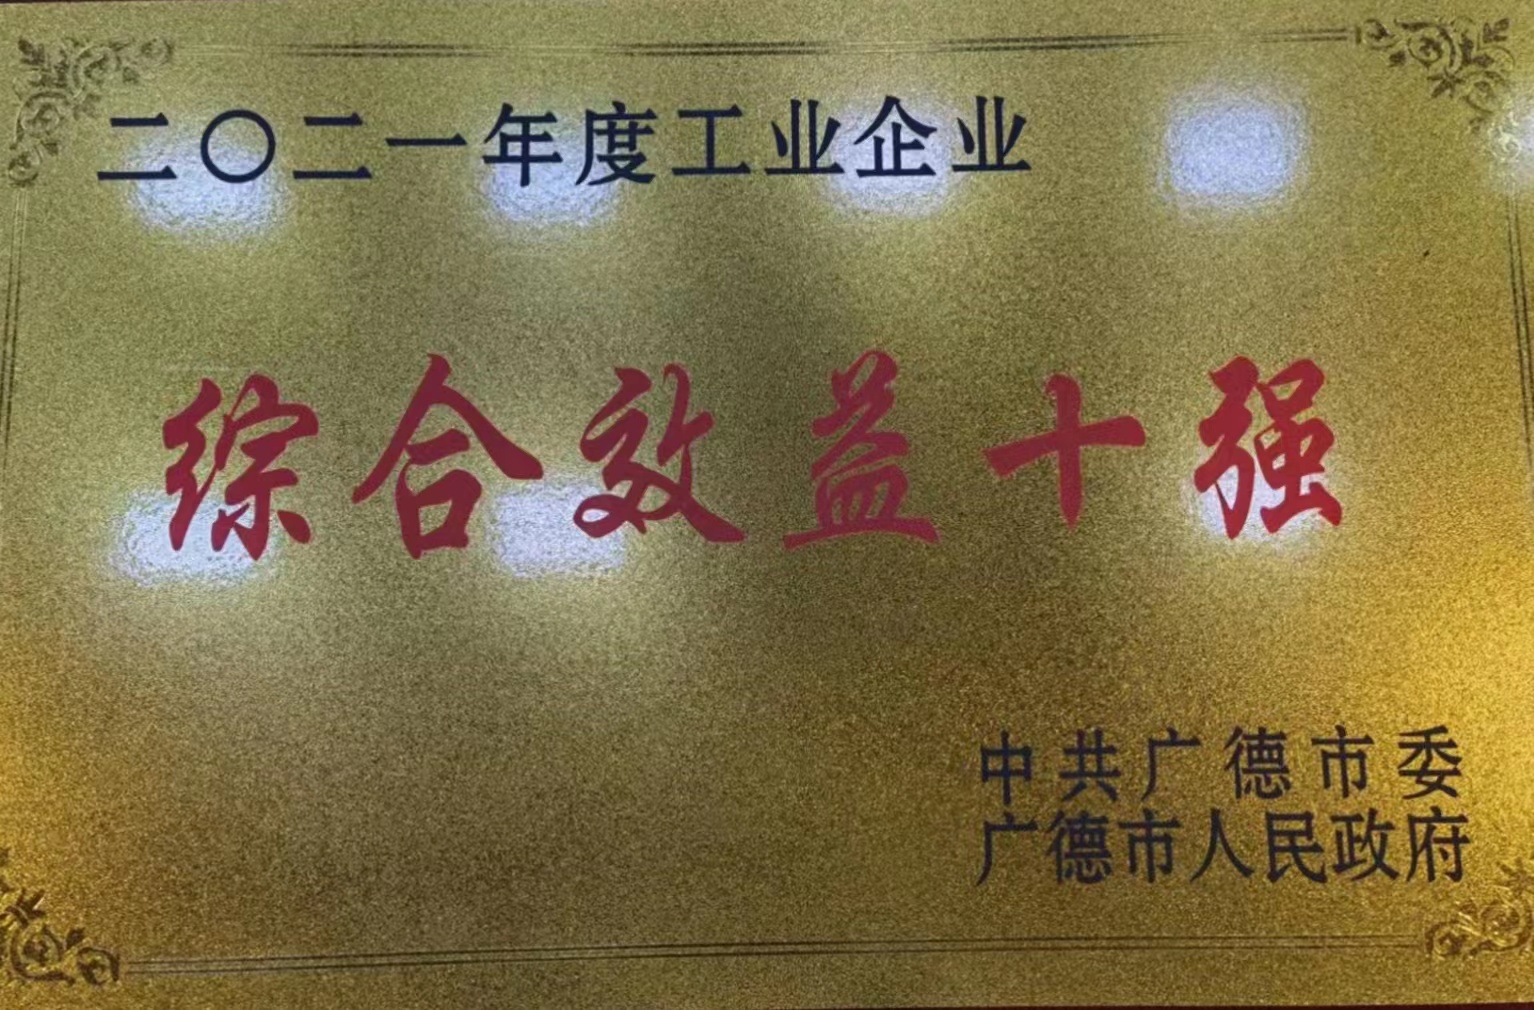 二〇二一年度工业企业
综合效益十强
中共广德市委
广德市人民政府